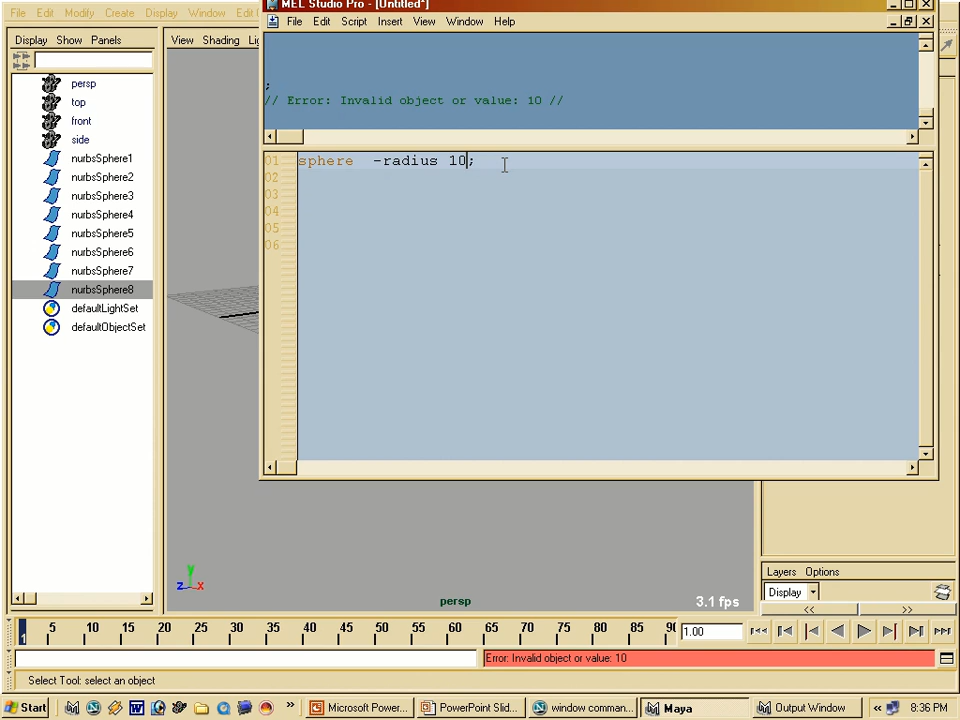 MEL Studio Pro - [Untitled*]
File Edit Modify Create Display Window Edit
File Edit Script Insert View Window Help
Display Show Panels
View Shading
;
// Error: Invalid object or value: 10 //
01 sphere -radius 10;
02
03
04
05
06
persp
top
front
side
nurbsSphere1
nurbsSphere2
nurbsSphere3
nurbsSphere4
nurbsSphere5
nurbsSphere6
nurbsSphere7
nurbsSphere8
defaultLightSet
defaultObjectSet
y
z x
persp
3.1 fps
Layers Options
Display
<< >>
1 5 10 15 20 25 30 35 40 45 50 55 60 65 70 75 80 85
1.00
Error: Invalid object or value: 10
Select Tool: select an object
Start
Microsoft Power...
PowerPoint Slid...
window comman...
Maya
Output Window
8:36 PM